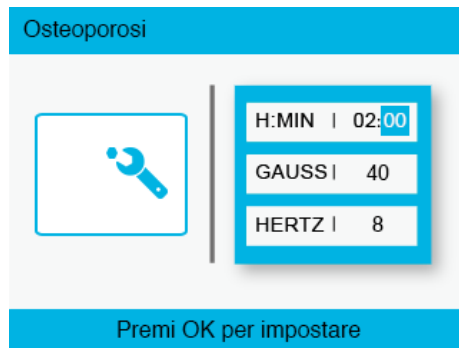 Osteoporosi
H:MIN | 02:00
GAUSS | 40
HERTZ | 8
Premi OK per impostare